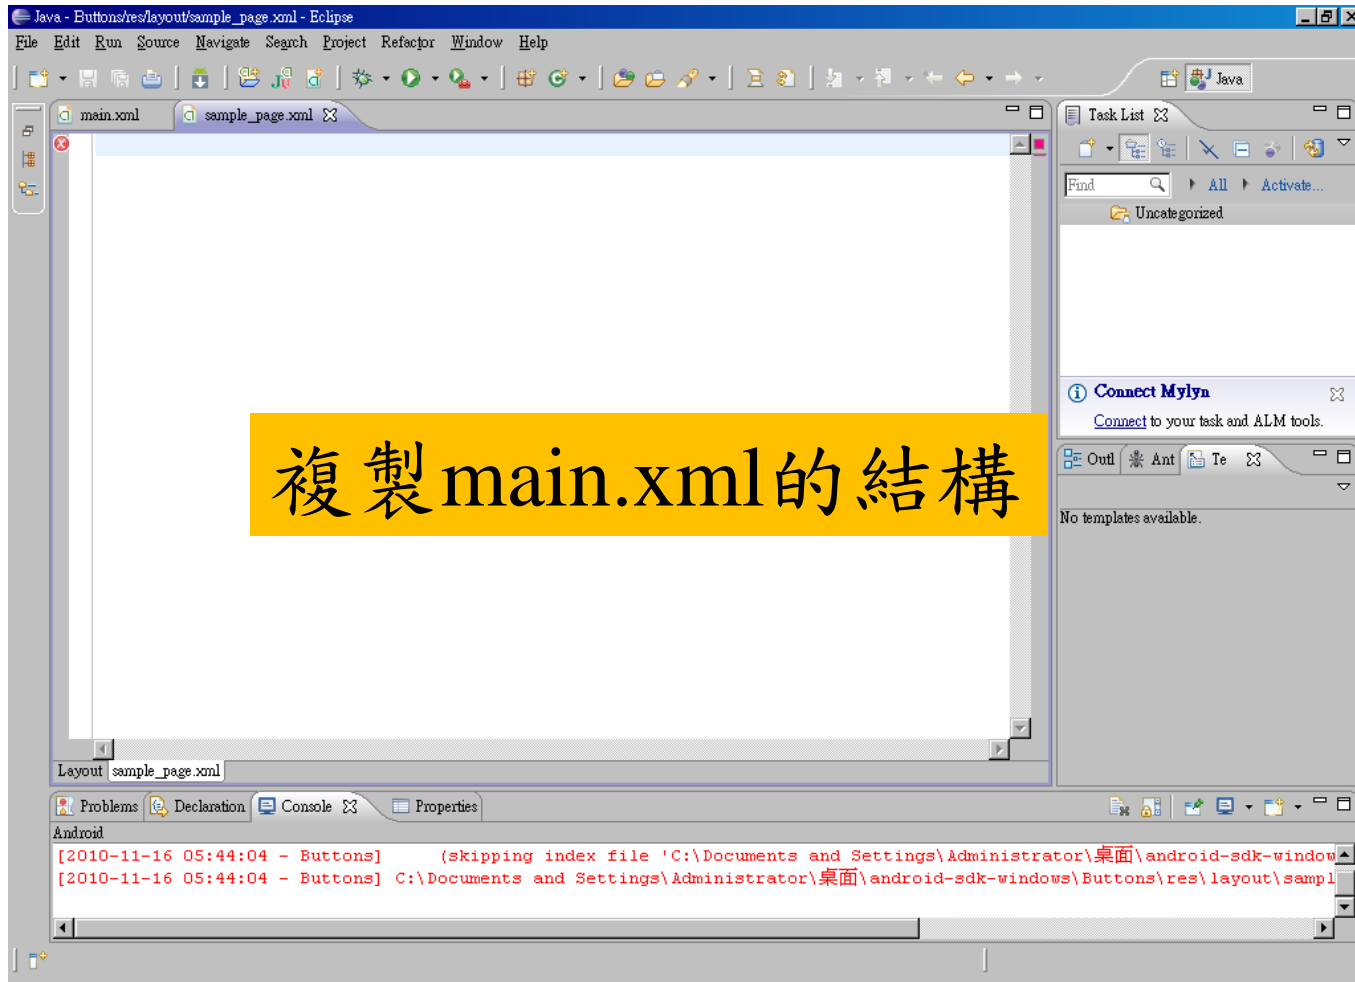 Java - Buttons/res/layout/sample_page.xml - Eclipse
File Edit Run Source Navigate Search Project Refactor Window Help
Java
main.xml sample_page.xml
Task List
Find All Activate...
Uncategorized
Connect Mylyn
Connect to your task and ALM tools.
複製main.xml的結構
Outl Ant Te
No templates available.
Layout sample_page.xml
Problems Declaration Console Properties
Android
[2010-11-16 05:44:04 - Buttons] (skipping index file 'C:\Documents and Settings\Administrator\桌面\android-sdk-window
[2010-11-16 05:44:04 - Buttons] C:\Documents and Settings\Administrator\桌面\android-sdk-windows\Buttons\res\layout\sampl